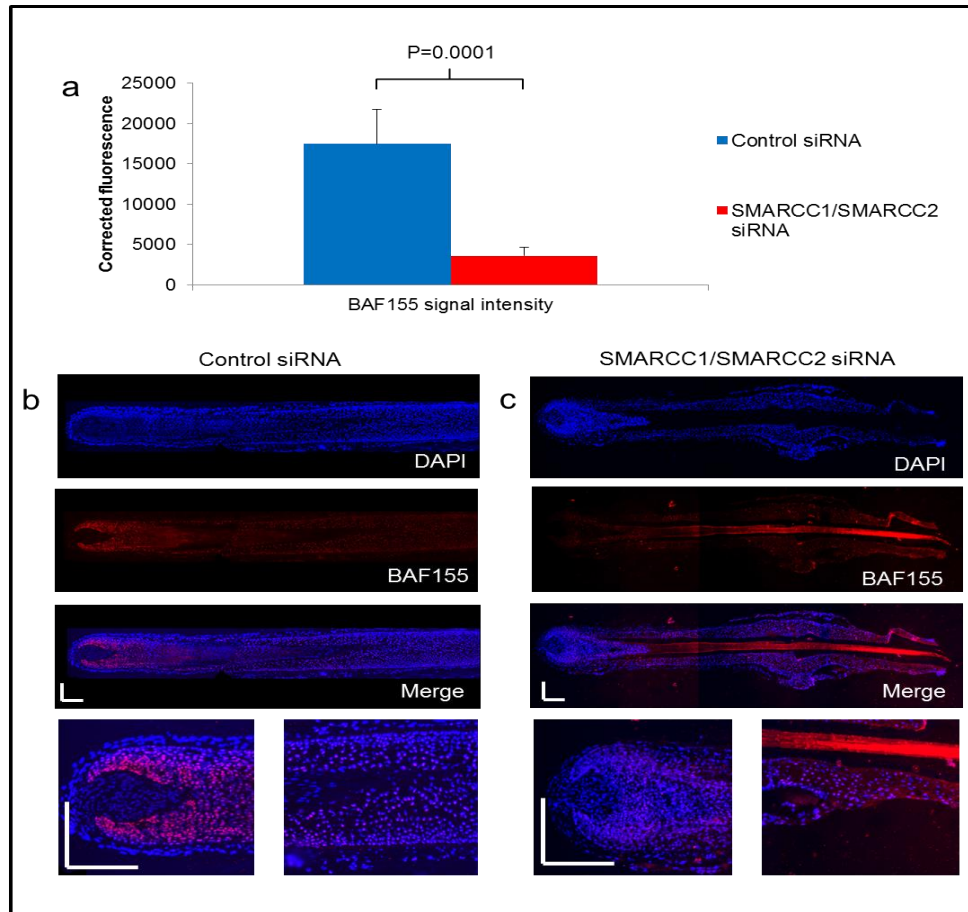 P=0.0001
a
25000
20000
15000
10000
5000
0
Corrected fluorescence
BAF155 signal intensity
Control siRNA
SMARCC1/SMARCC2
siRNA
Control siRNA
b
DAPI
BAF155
Merge
SMARCC1/SMARCC2 siRNA
c
DAPI
BAF155
Merge